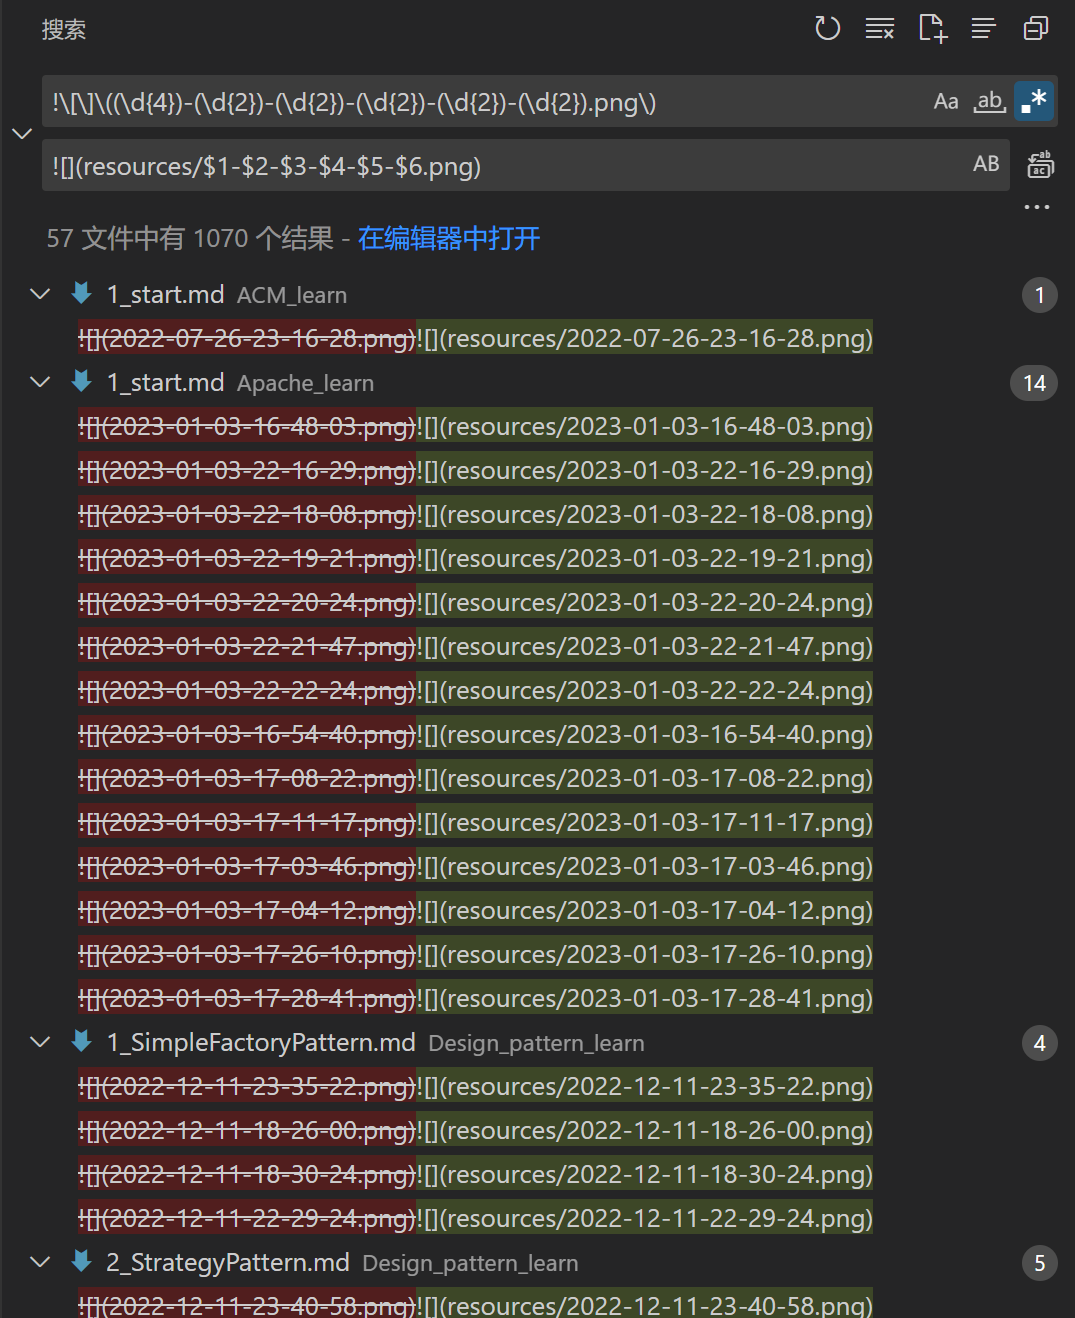 搜索
!\[\]\((\d{4})-(\d{2})-(\d{2})-(\d{2})-(\d{2})-(\d{2}).png\)
Aa ab .*
![](resources/$1-$2-$3-$4-$5-$6.png)
AB ab ac
57 文件中有 1070 个结果 - 在编辑器中打开
1_start.md ACM_learn 1
![](2022-07-26-23-16-28.png)![](resources/2022-07-26-23-16-28.png)
1_start.md Apache_learn 14
![](2023-01-03-16-48-03.png)![](resources/2023-01-03-16-48-03.png)
![](2023-01-03-22-16-29.png)![](resources/2023-01-03-22-16-29.png)
![](2023-01-03-22-18-08.png)![](resources/2023-01-03-22-18-08.png)
![](2023-01-03-22-19-21.png)![](resources/2023-01-03-22-19-21.png)
![](2023-01-03-22-20-24.png)![](resources/2023-01-03-22-20-24.png)
![](2023-01-03-22-21-47.png)![](resources/2023-01-03-22-21-47.png)
![](2023-01-03-22-22-24.png)![](resources/2023-01-03-22-22-24.png)
![](2023-01-03-16-54-40.png)![](resources/2023-01-03-16-54-40.png)
![](2023-01-03-17-08-22.png)![](resources/2023-01-03-17-08-22.png)
![](2023-01-03-17-11-17.png)![](resources/2023-01-03-17-11-17.png)
![](2023-01-03-17-03-46.png)![](resources/2023-01-03-17-03-46.png)
![](2023-01-03-17-04-12.png)![](resources/2023-01-03-17-04-12.png)
![](2023-01-03-17-26-10.png)![](resources/2023-01-03-17-26-10.png)
![](2023-01-03-17-28-41.png)![](resources/2023-01-03-17-28-41.png)
1_SimpleFactoryPattern.md Design_pattern_learn 4
![](2022-12-11-23-35-22.png)![](resources/2022-12-11-23-35-22.png)
![](2022-12-11-18-26-00.png)![](resources/2022-12-11-18-26-00.png)
![](2022-12-11-18-30-24.png)![](resources/2022-12-11-18-30-24.png)
![](2022-12-11-22-29-24.png)![](resources/2022-12-11-22-29-24.png)
2_StrategyPattern.md Design_pattern_learn 5
![](2022-12-11-23-40-58.png)![](resources/2022-12-11-23-40-58.png)